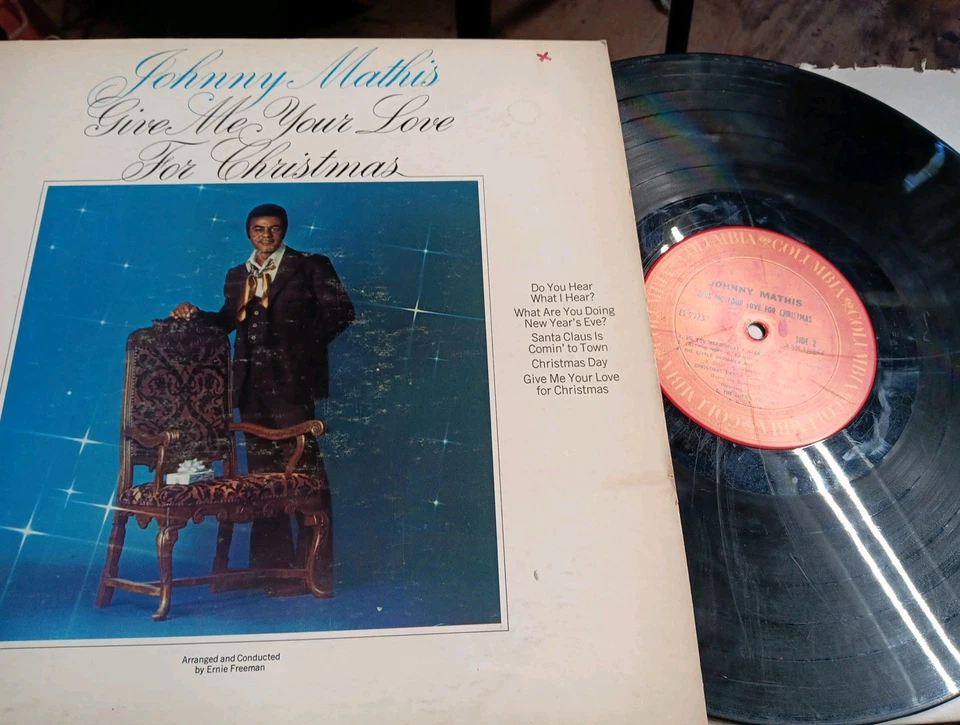 Johnny Mathis
Give Me Your Love
For Christmas
Do You Hear
What I Hear?
What Are You Doing
New Year's Eve?
Santa Claus Is
Comin' to Town
Christmas Day
Give Me Your Love
for Christmas
Arranged and Conducted
by Ernie Freeman
COLUMBIA COLUMBIA
JOHNNY MATHIS
YOUR LOVE FOR CHRISTMAS
SIDE 2